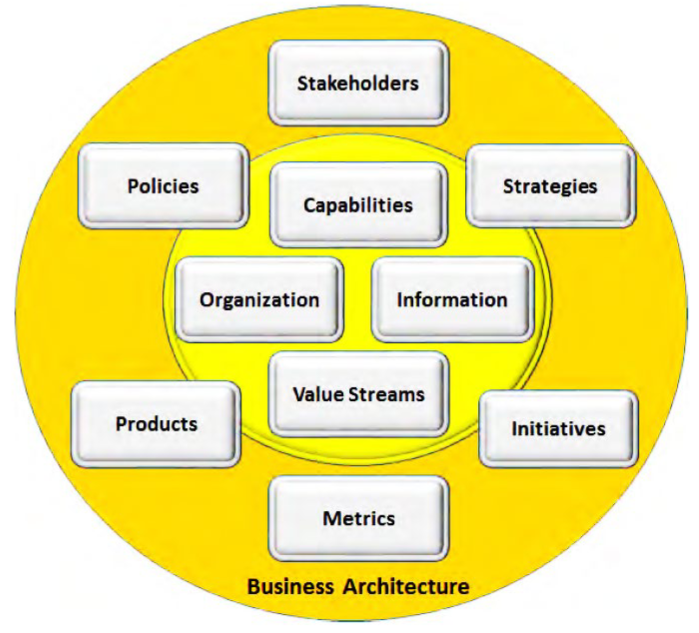 Stakeholders
Policies
Strategies
Capabilities
Organization
Information
Value Streams
Products
Initiatives
Metrics
Business Architecture